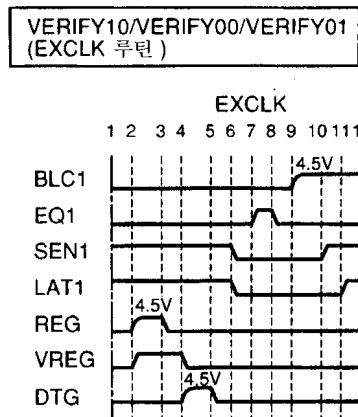 VERIFY10/VERIFY00/VERIFY01
(EXCLK 루틴)
EXCLK
1 2 3 4 5 6 7 8 9 10 11
BLC1 4.5V
EQ1
SEN1
LAT1
REG 4.5V
VREG
DTG 4.5V